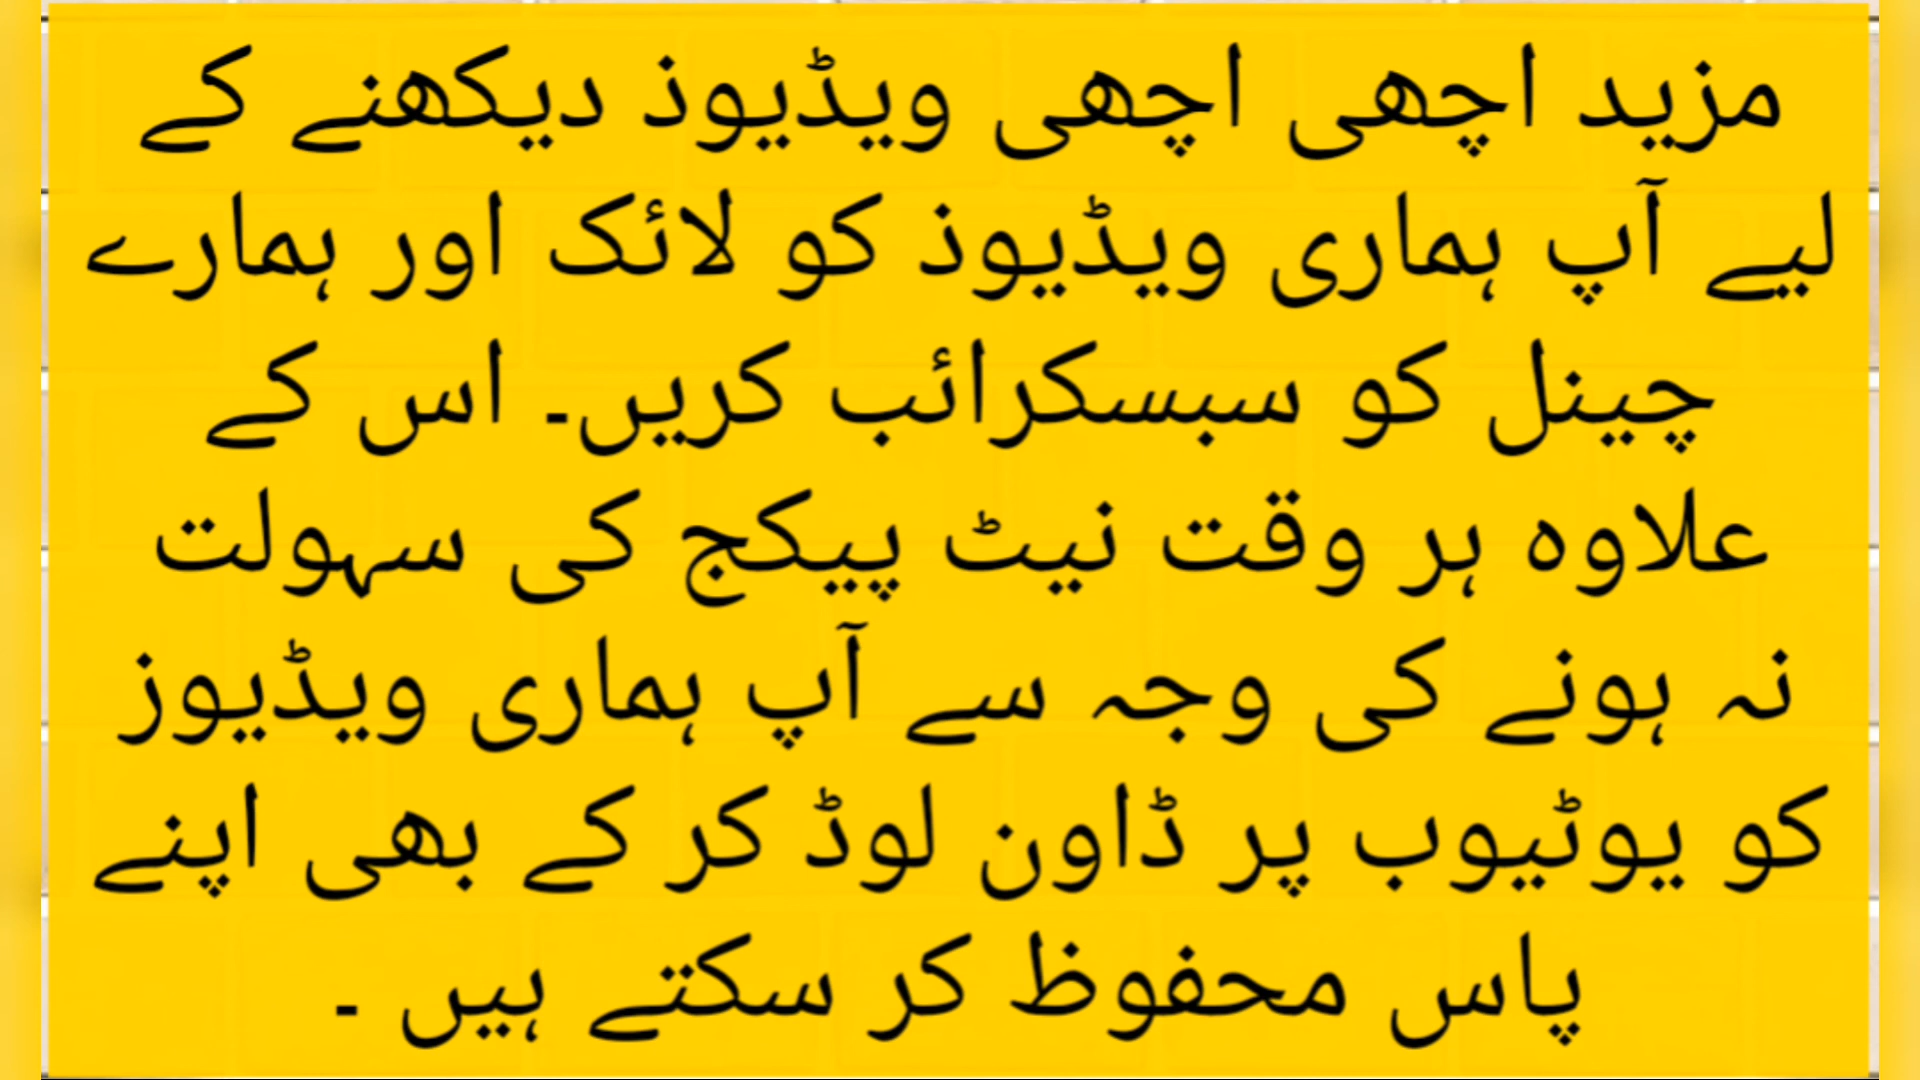 مزید اچھی اچھی ویڈیوذ دیکھنے کے
لیے آپ ہماری ویڈیوذ کو لائک اور ہمارے
چینل کو سبسکرائب کریں۔ اس کے
علاوہ ہر وقت نیٹ پیکج کی سہولت
نہ ہونے کی وجہ سے آپ ہماری ویڈیوز
کو یوٹیوب پر ڈاون لوڈ کر کے بھی اپنے
پاس محفوظ کر سکتے ہیں ۔